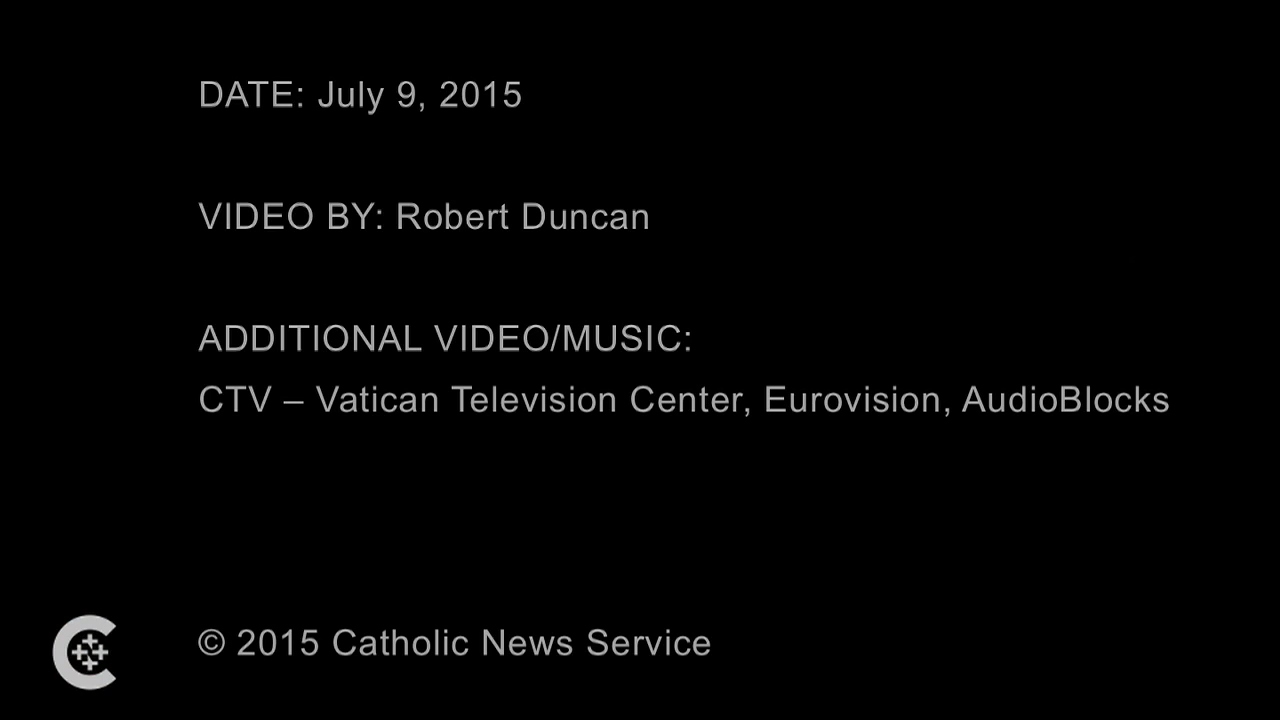 DATE: July 9, 2015
VIDEO BY: Robert Duncan
ADDITIONAL VIDEO/MUSIC:
CTV – Vatican Television Center, Eurovision, AudioBlocks
© 2015 Catholic News Service